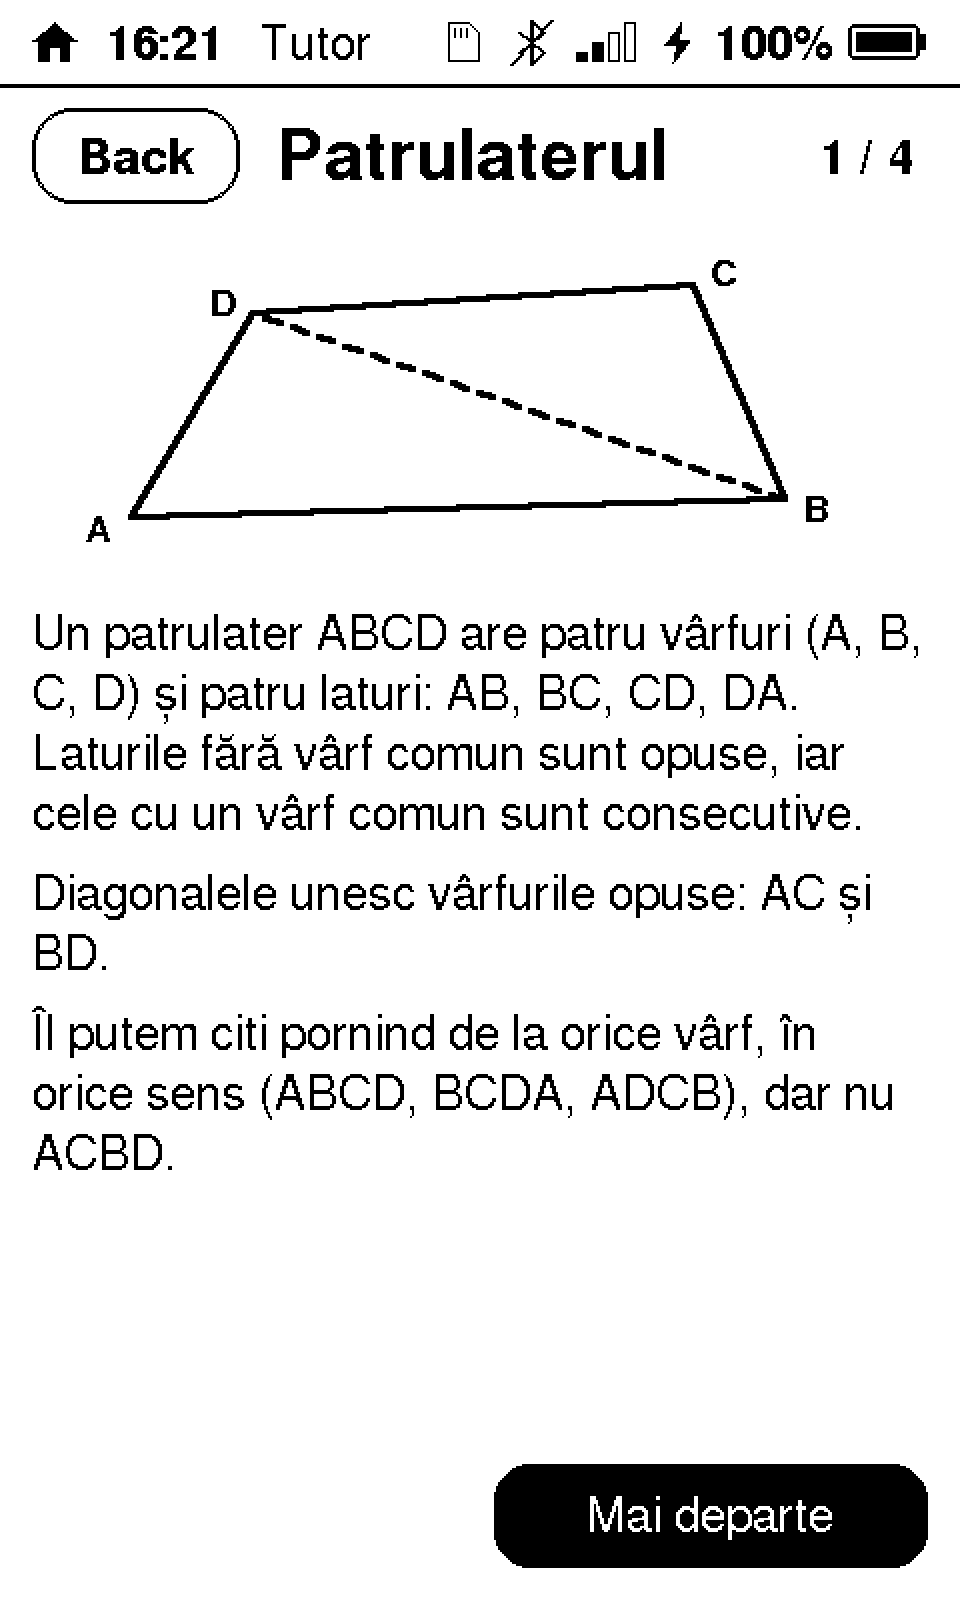 16:21 Tutor 100%
Back Patrulaterul 1 / 4
C
D
B
A
Un patrulater ABCD are patru vârfuri (A, B,
C, D) și patru laturi: AB, BC, CD, DA.
Laturile fără vârf comun sunt opuse, iar
cele cu un vârf comun sunt consecutive.
Diagonalele unesc vârfurile opuse: AC și
BD.
Îl putem citi pornind de la orice vârf, în
orice sens (ABCD, BCDA, ADCB), dar nu
ACBD.
Mai departe